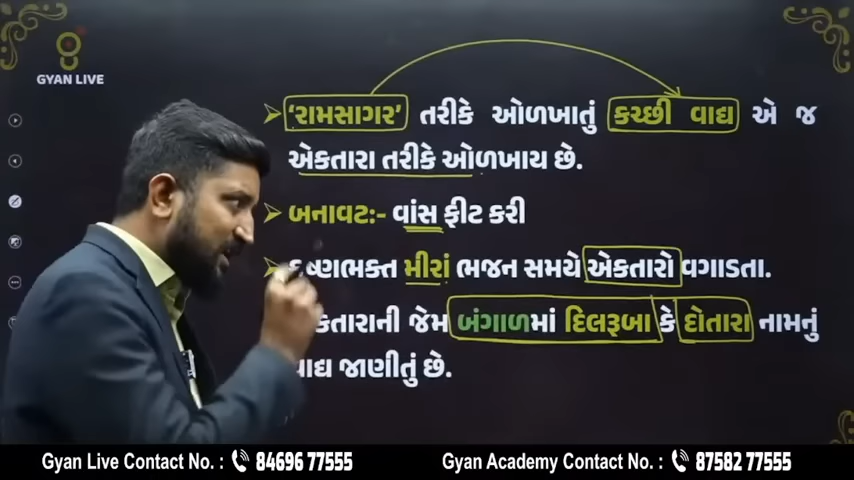 GYAN LIVE
'રામસાગર' તરીકે ઓળખાતું કચ્છી વાદ્ય એ જ
એકતારા તરીકે ઓળખાય છે.
બનાવટ:- વાંસ ફીટ કરી
ષ્ણભક્ત મીરાં ભજન સમયે એકતારો વગાડતા.
કતારાની જેમ બંગાળમાં દિલરૂબા કે દોતારા નામનું
વાદ્ય જાણીતું છે.
Gyan Live Contact No. : 84696 77555 Gyan Academy Contact No. : 87582 77555